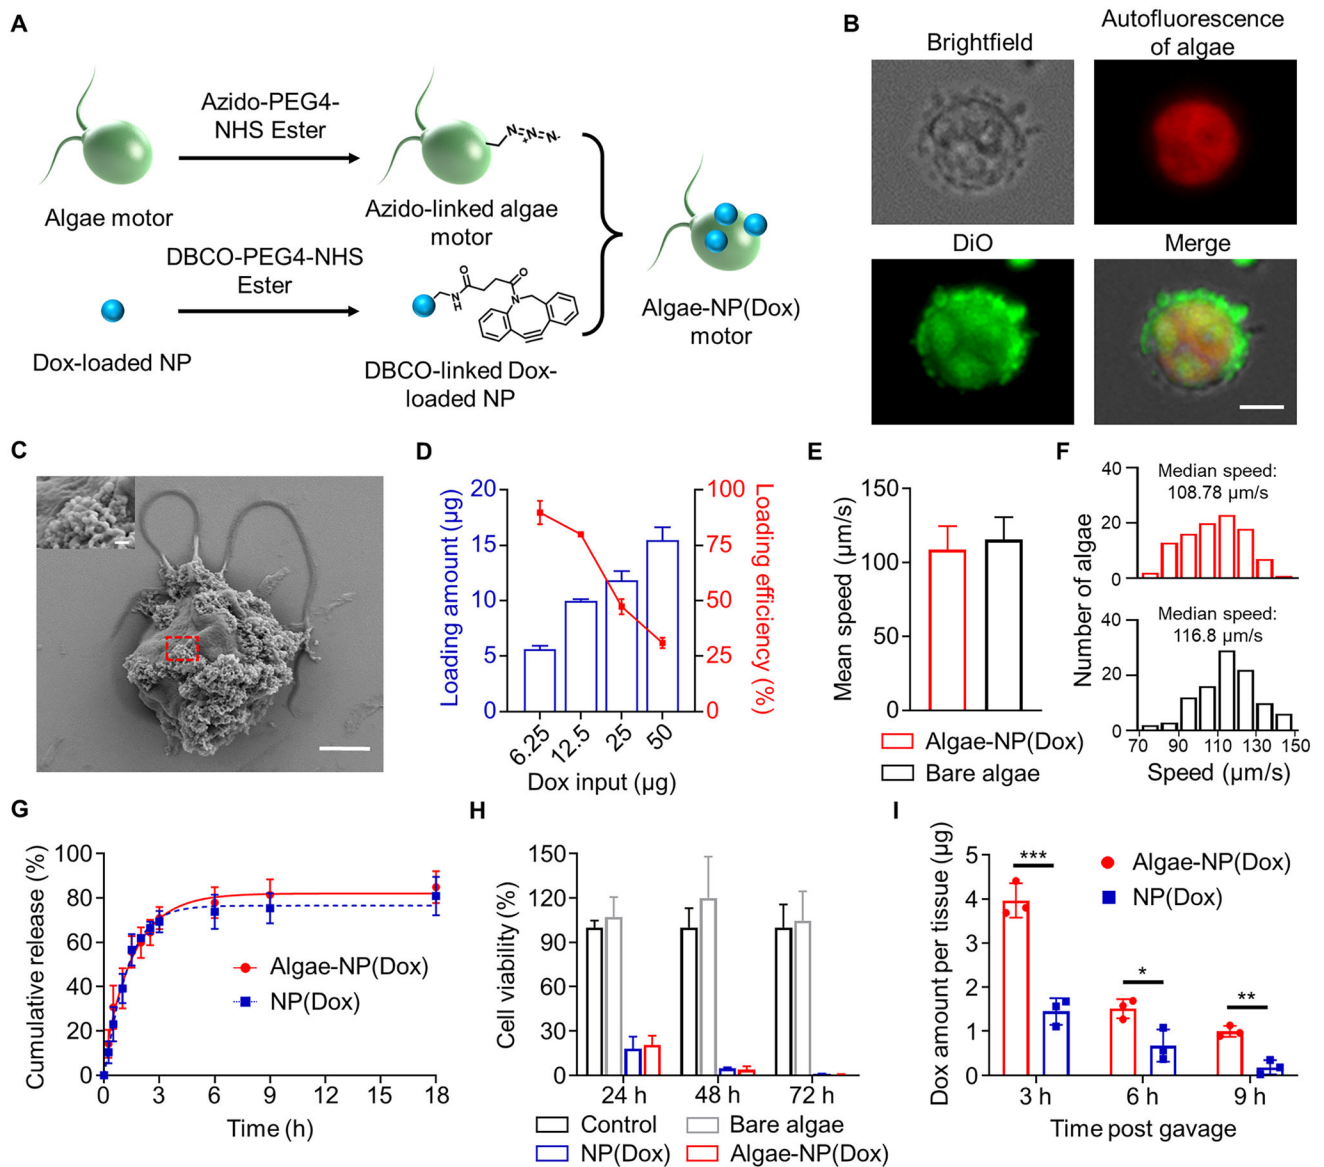 A
Azido-PEG4-
NHS Ester
N=N=N-
+
Algae motor
Azido-linked algae
motor
DBCO-PEG4-NHS
Ester
O
O
N
H
N
Algae-NP(Dox)
motor
Dox-loaded NP
DBCO-linked Dox-
loaded NP
B
Brightfield
Autofluorescence
of algae
DiO
Merge
C
D
Loading amount (µg)
20
15
10
5
0
Loading efficiency (%)
100
75
50
25
0
6.25
12.5
25
50
Dox input (µg)
E
Mean speed (µm/s)
150
100
50
0
Algae-NP(Dox)
Bare algae
F
Number of algae
40
20
0
Median speed:
108.78 µm/s
40
20
0
Median speed:
116.8 µm/s
70
90
110
130
150
Speed (µm/s)
G
Cumulative release (%)
100
80
60
40
20
0
Algae-NP(Dox)
NP(Dox)
0
3
6
9
12
15
18
Time (h)
H
Cell viability (%)
150
120
90
60
30
0
24 h
48 h
72 h
Control
Bare algae
NP(Dox)
Algae-NP(Dox)
I
Dox amount per tissue (µg)
5
4
3
2
1
0
***
*
**
Algae-NP(Dox)
NP(Dox)
3 h
6 h
9 h
Time post gavage